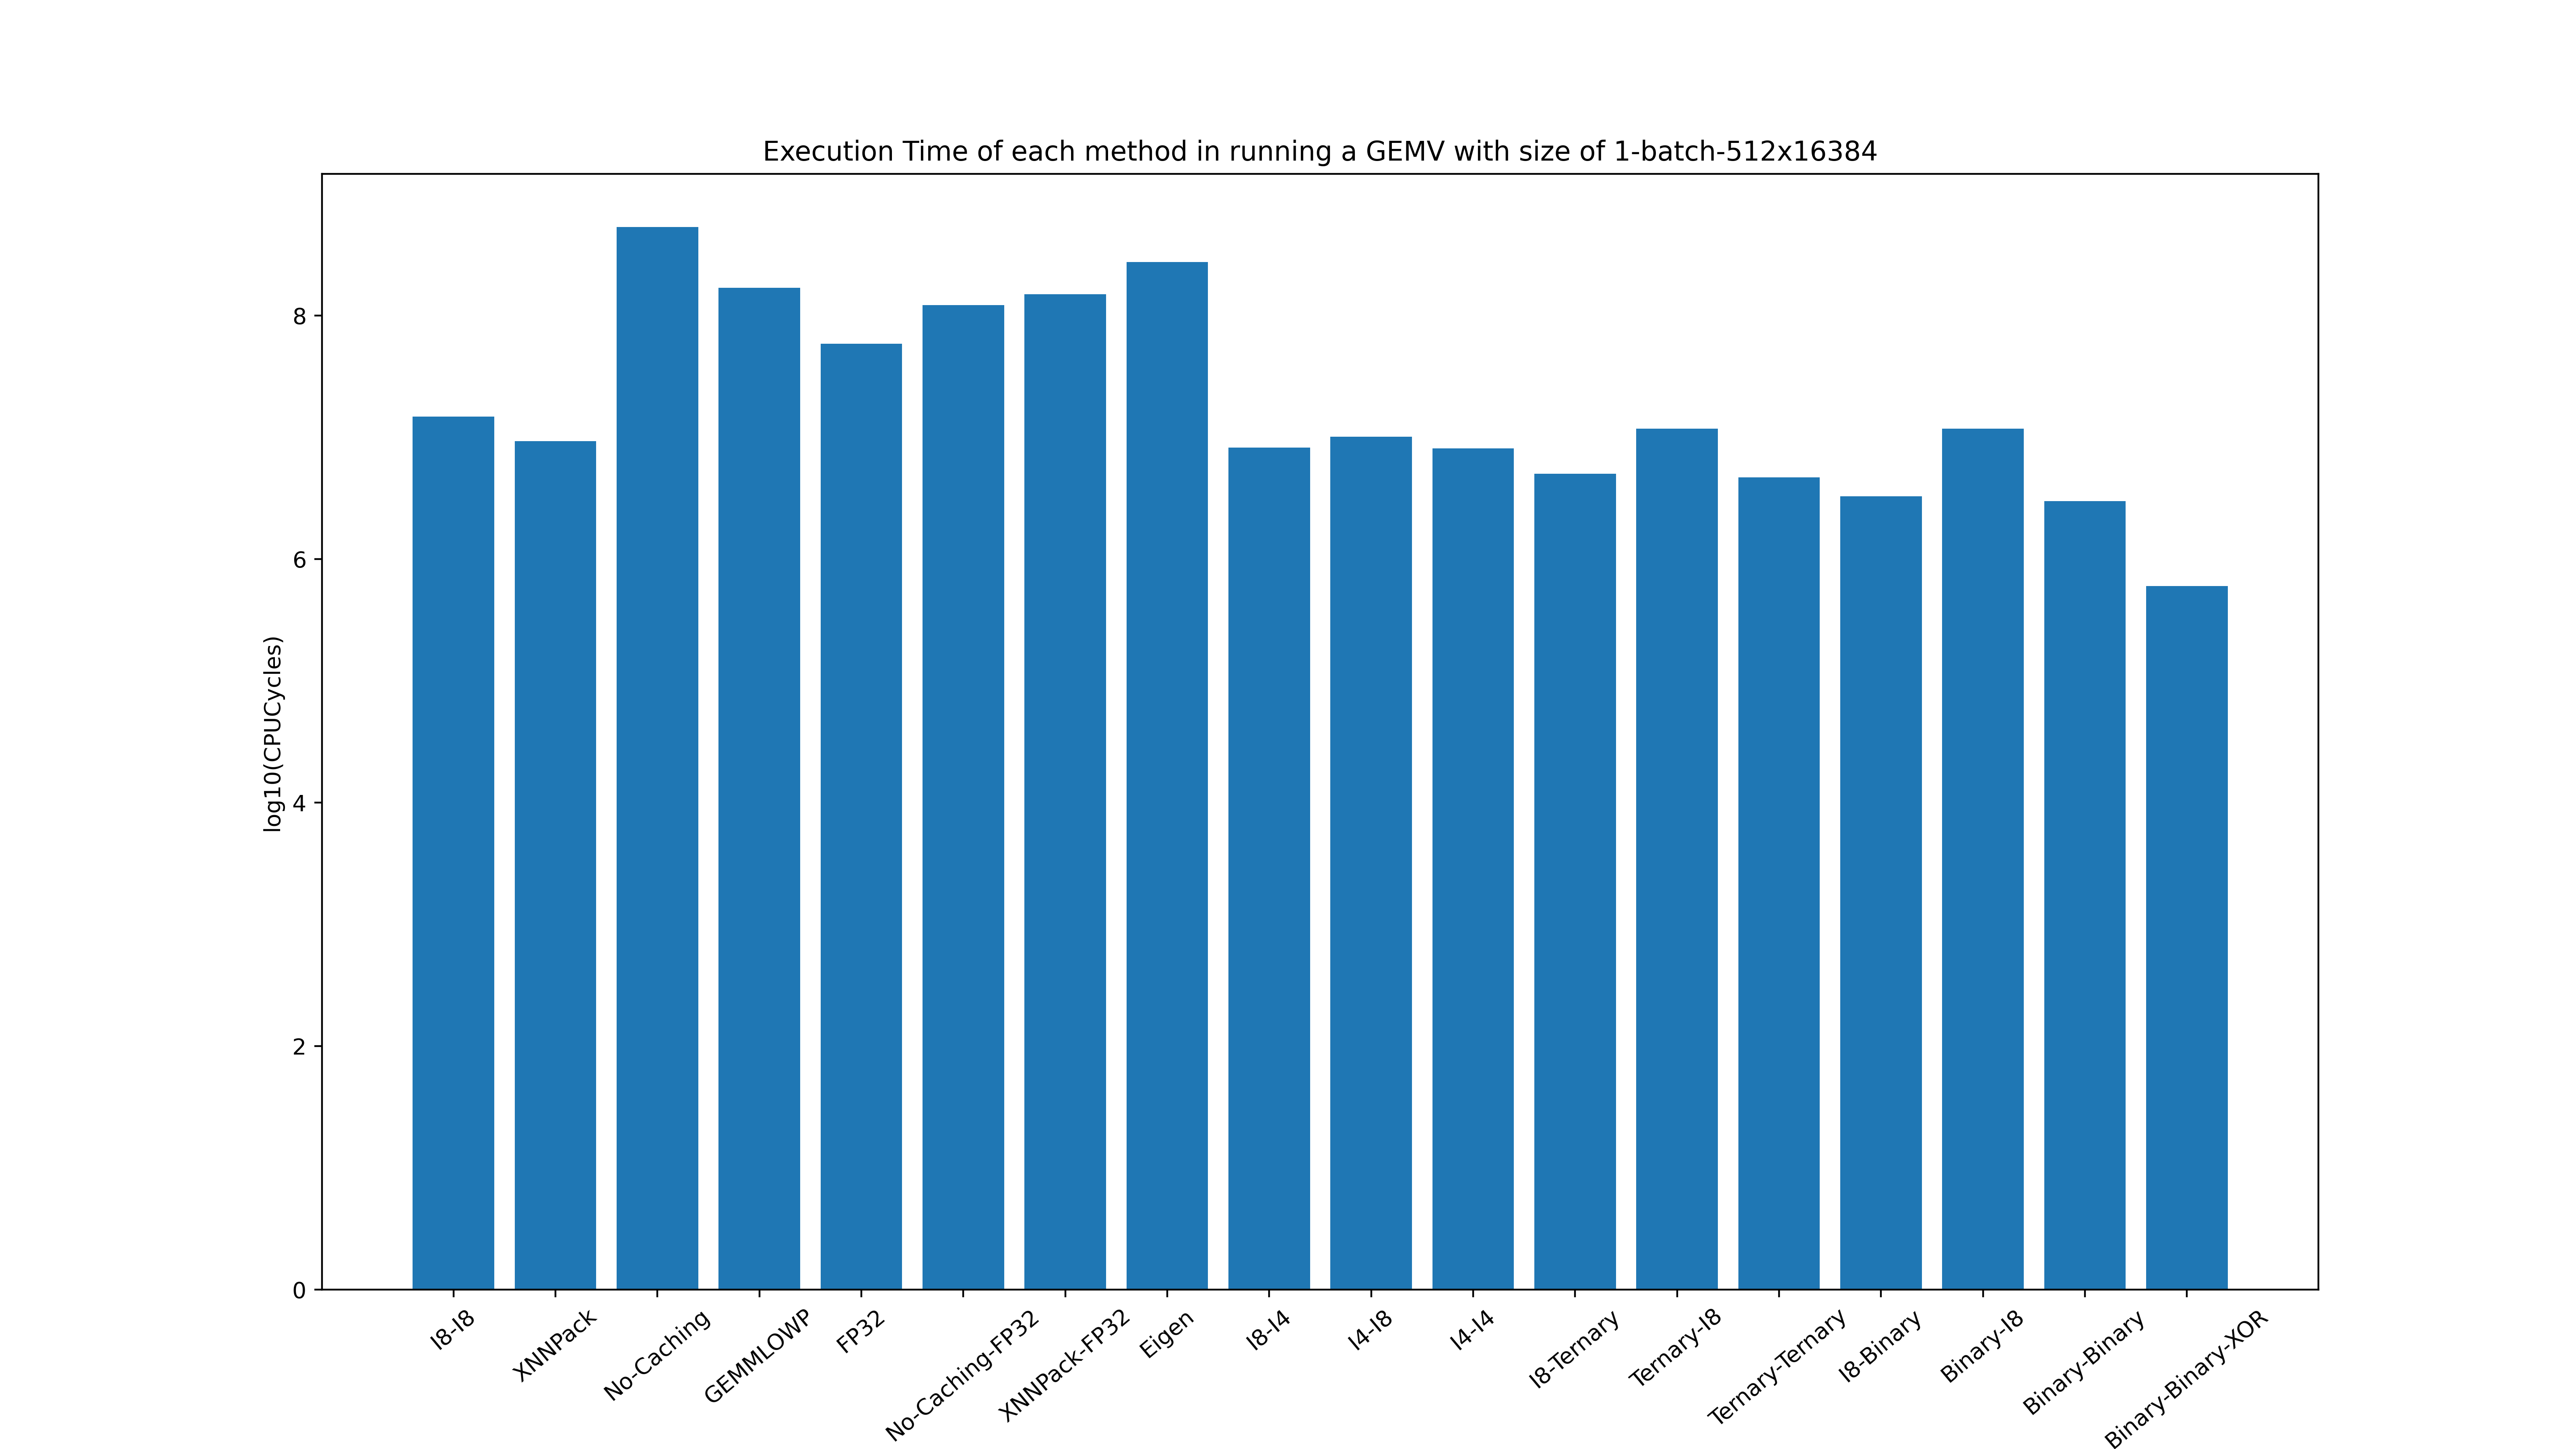 Execution Time of each method in running a GEMV with size of 1-batch-512x16384
log10(CPUCycles)
8
6
4
2
0
I8-I8
XNNPack
No-Caching
GEMMLOWP
FP32
No-Caching-FP32
XNNPack-FP32
Eigen
I8-I4
I4-I8
I4-I4
I8-Ternary
Ternary-I8
Ternary-Ternary
I8-Binary
Binary-I8
Binary-Binary
Binary-Binary-XOR